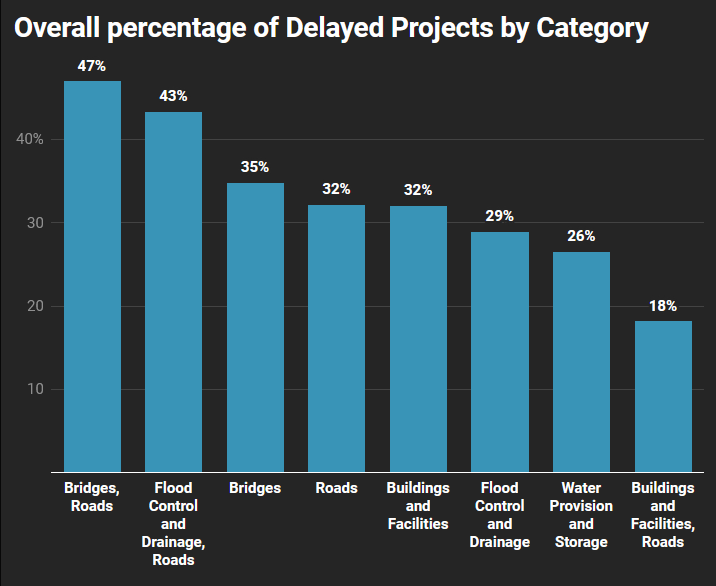 Overall percentage of Delayed Projects by Category
47%
43%
35%
32%
32%
29%
26%
18%
40%
30
20
10
Bridges,
Roads
Flood
Control
and
Drainage,
Roads
Bridges
Roads
Buildings
and
Facilities
Flood
Control
and
Drainage
Water
Provision
and
Storage
Buildings
and
Facilities,
Roads